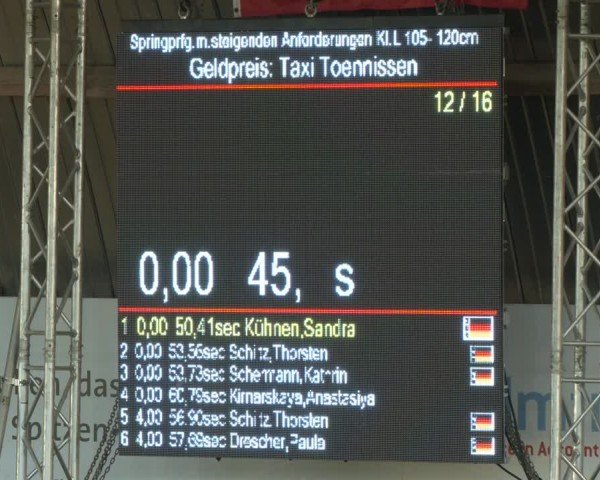 Springprfg.m.steigenden Anforderungen Kl.L 105- 120cm
Geldpreis: Taxi Toennissen
12 / 16
0,00 45, s
1 0,00 50,41sec Kühnen,Sandra
2 0,00 53,56sec Schitz,Thorsten
3 0,00 53,73sec Schermann,Kathrin
4 0,00 60,79sec Kirnarskaya,Anastasiya
5 4,00 56,90sec Schitz,Thorsten
6 4,00 57,69sec Drescher,Paula
das